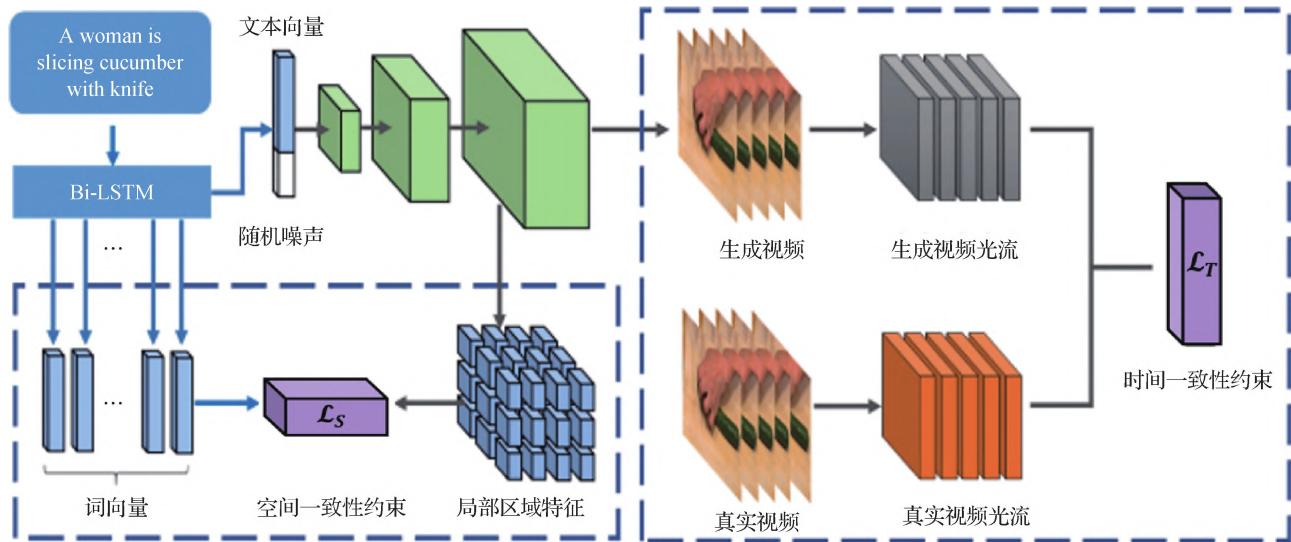 A woman is
slicing cucumber
with knife
文本向量
Bi-LSTM
随机噪声
…
生成视频
生成视频光流
ℒT
时间一致性约束
…
ℒS
词向量
空间一致性约束
局部区域特征
真实视频
真实视频光流